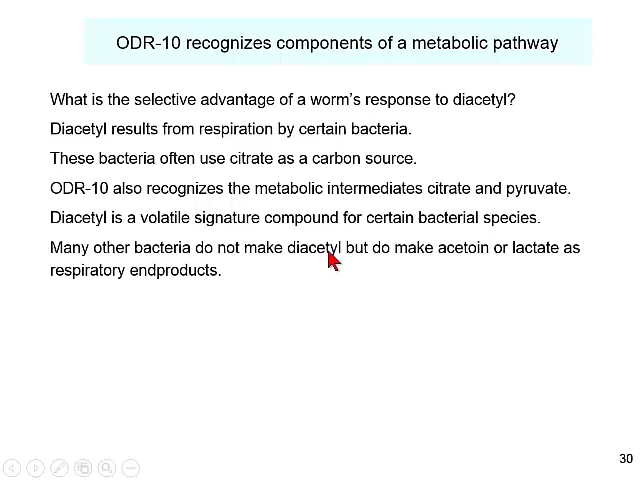 ODR-10 recognizes components of a metabolic pathway
What is the selective advantage of a worm's response to diacetyl?
Diacetyl results from respiration by certain bacteria.
These bacteria often use citrate as a carbon source.
ODR-10 also recognizes the metabolic intermediates citrate and pyruvate.
Diacetyl is a volatile signature compound for certain bacterial species.
Many other bacteria do not make diacetyl but do make acetoin or lactate as
respiratory endproducts.
30